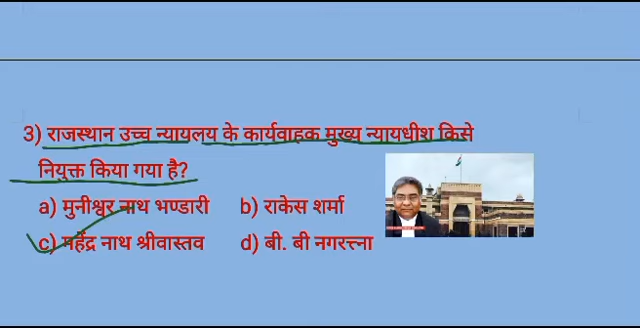 3) राजस्थान उच्च न्यायलय के कार्यवाहक मुख्य न्यायधीश किसे
नियुक्त किया गया है?
a) मुनीश्वर नाथ भण्डारी b) राकेस शर्मा
c) महेंद्र नाथ श्रीवास्तव d) बी. बी नगरत्त्ना